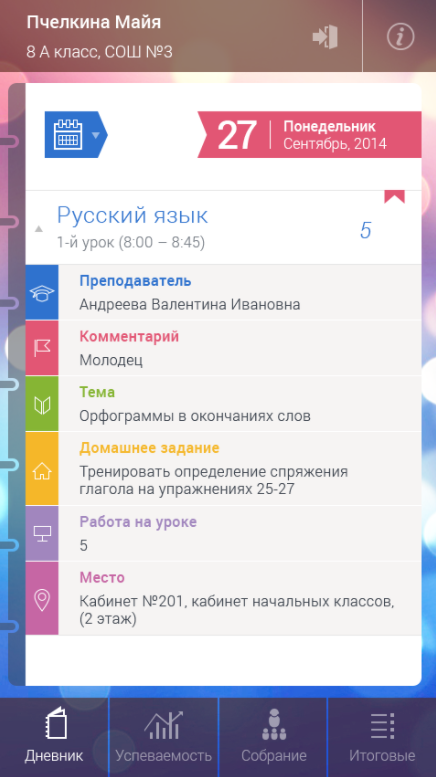 Пчелкина Майя
8 А класс, СОШ №3
27
Понедельник
Сентябрь, 2014
Русский язык
1-й урок (8:00 – 8:45)
5
Преподаватель
Андреева Валентина Ивановна
Комментарий
Молодец
Тема
Орфограммы в окончаниях слов
Домашнее задание
Тренировать определение спряжения
глагола на упражнениях 25-27
Работа на уроке
5
Место
Кабинет №201, кабинет начальных классов,
(2 этаж)
Дневник
Успеваемость
Собрание
Итоговые